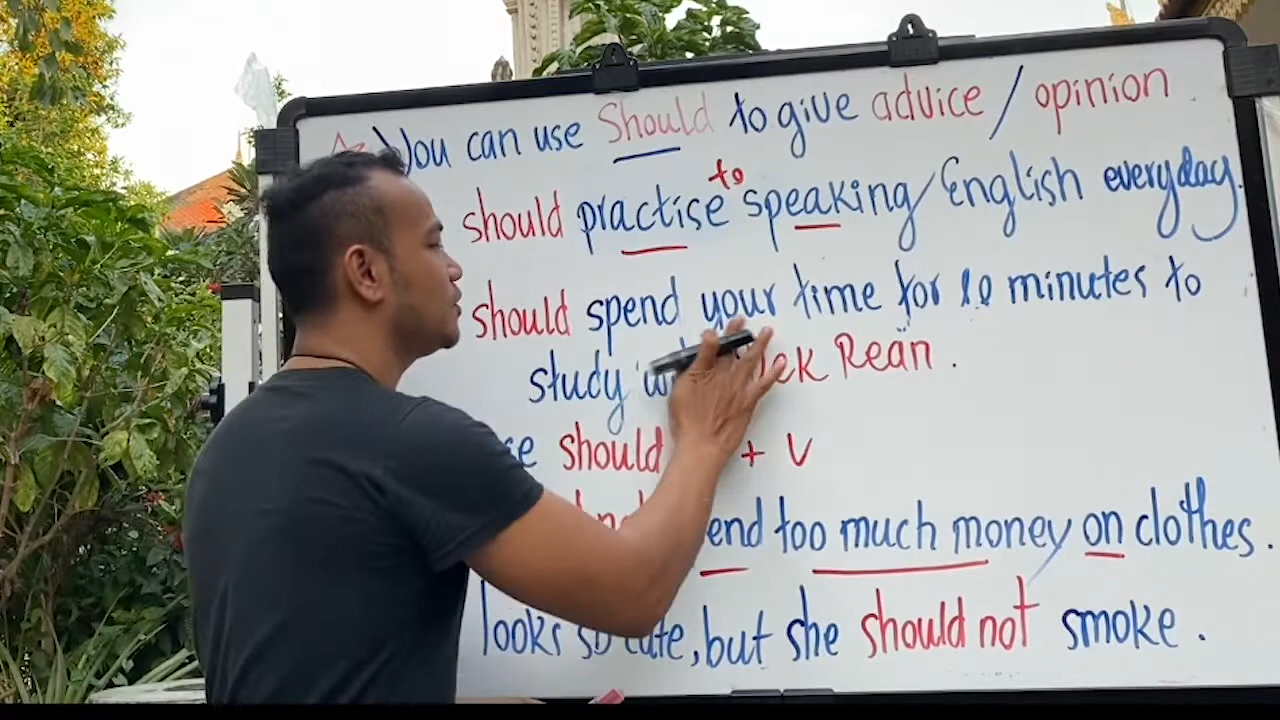 You can use should to give advice / opinion
to
should practise speaking English everyday.
should spend your time for 10 minutes to
study Rean.
should + V
too much money on clothes.
looks so cute, but she should not smoke.